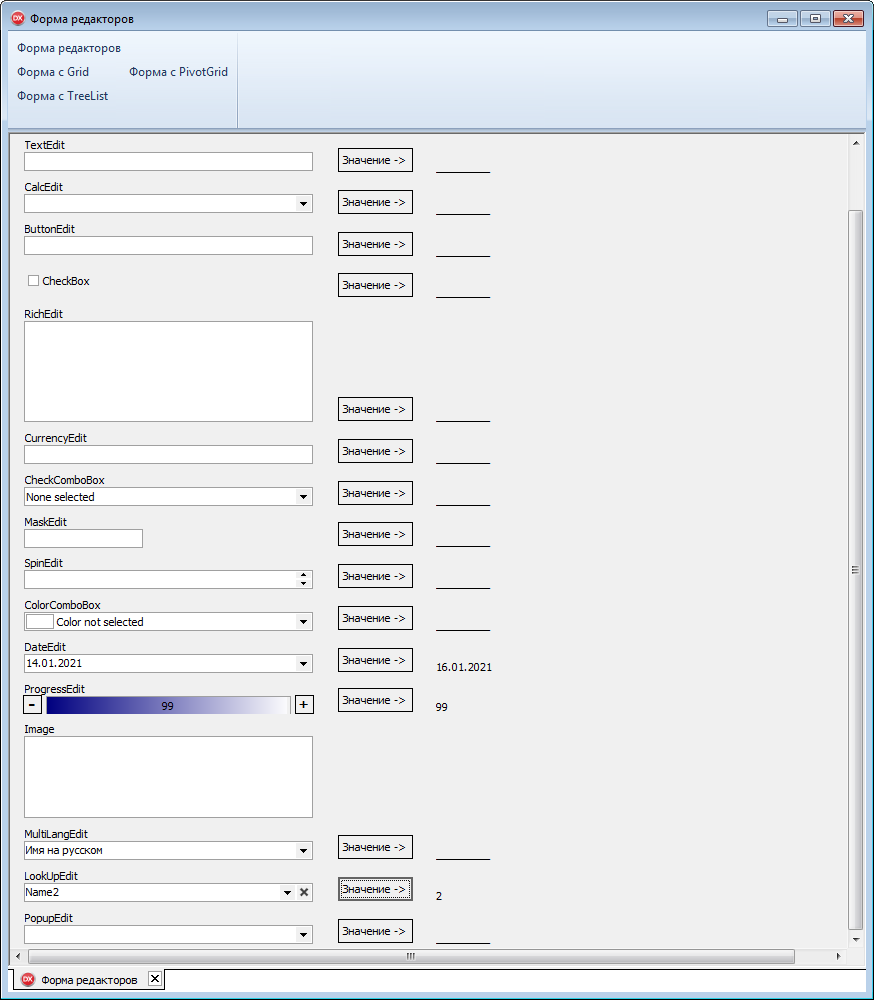 DX Форма редакторов
Форма редакторов
Форма с Grid Форма с PivotGrid
Форма с TreeList
TextEdit
Значение ->
CalcEdit
Значение ->
ButtonEdit
Значение ->
CheckBox
Значение ->
RichEdit
Значение ->
CurrencyEdit
Значение ->
CheckComboBox
None selected
Значение ->
MaskEdit
Значение ->
SpinEdit
Значение ->
ColorComboBox
Color not selected
Значение ->
DateEdit
14.01.2021
Значение ->
16.01.2021
ProgressEdit
- 99 +
Значение ->
99
Image
MultiLangEdit
Имя на русском
Значение ->
LookUpEdit
Name2
Значение ->
2
PopupEdit
Значение ->
DX Форма редакторов